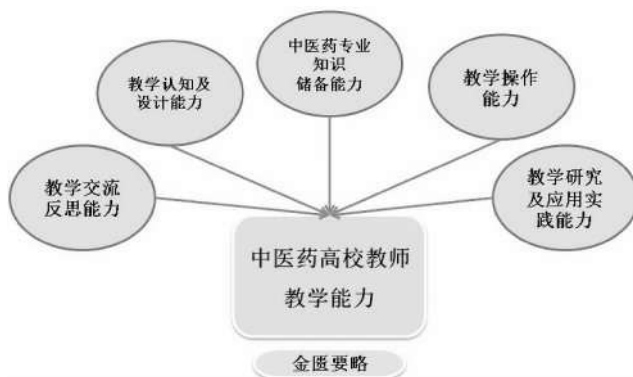 中医药专业
知识
储备能力
教学认知及
设计能力
教学操作
能力
教学交流
反思能力
教学研究
及应用实
践能力
中医药高校教师
教学能力
金匮要略